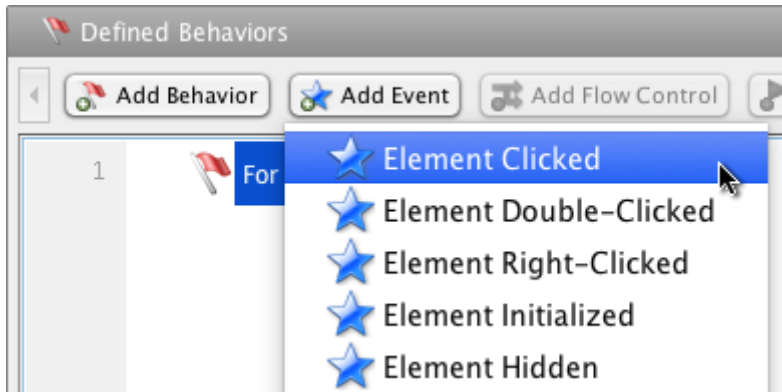 Defined Behaviors
Add Behavior Add Event Add Flow Control
1 For
Element Clicked
Element Double-Clicked
Element Right-Clicked
Element Initialized
Element Hidden